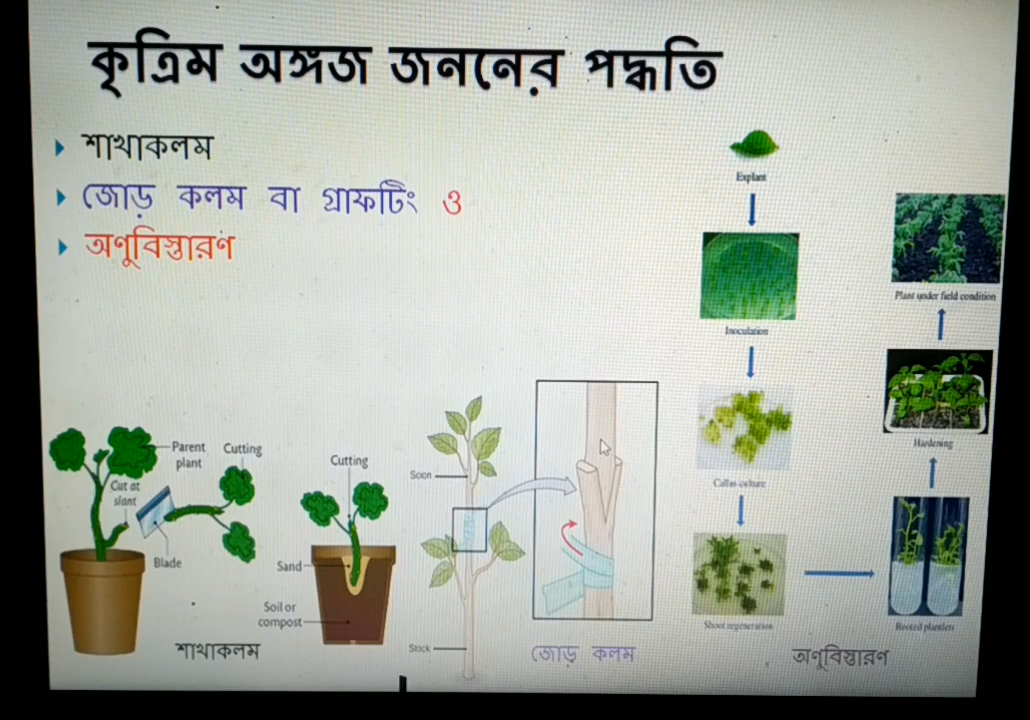 কৃত্রিম অঙ্গজ জননের পদ্ধতি
শাখাকলম
জোড় কলম বা গ্রাফটিং ও
অণুবিস্তারণ
Parent plant
Cutting
Cut at slant
Blade
শাখাকলম
Cutting
Sand
Soil or compost
Scion
Stock
জোড় কলম
Explant
Inoculation
Callus culture
Shoot regeneration
Rooted plantlets
Hardening
Plant under field condition
অণুবিস্তারণ